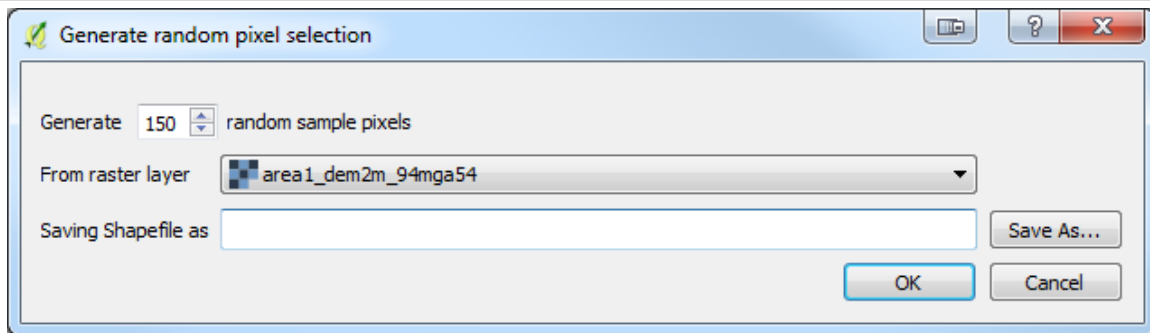 Generate random pixel selection
Generate 150 random sample pixels
From raster layer area1_dem2m_94mga54
Saving Shapefile as Save As...
OK Cancel